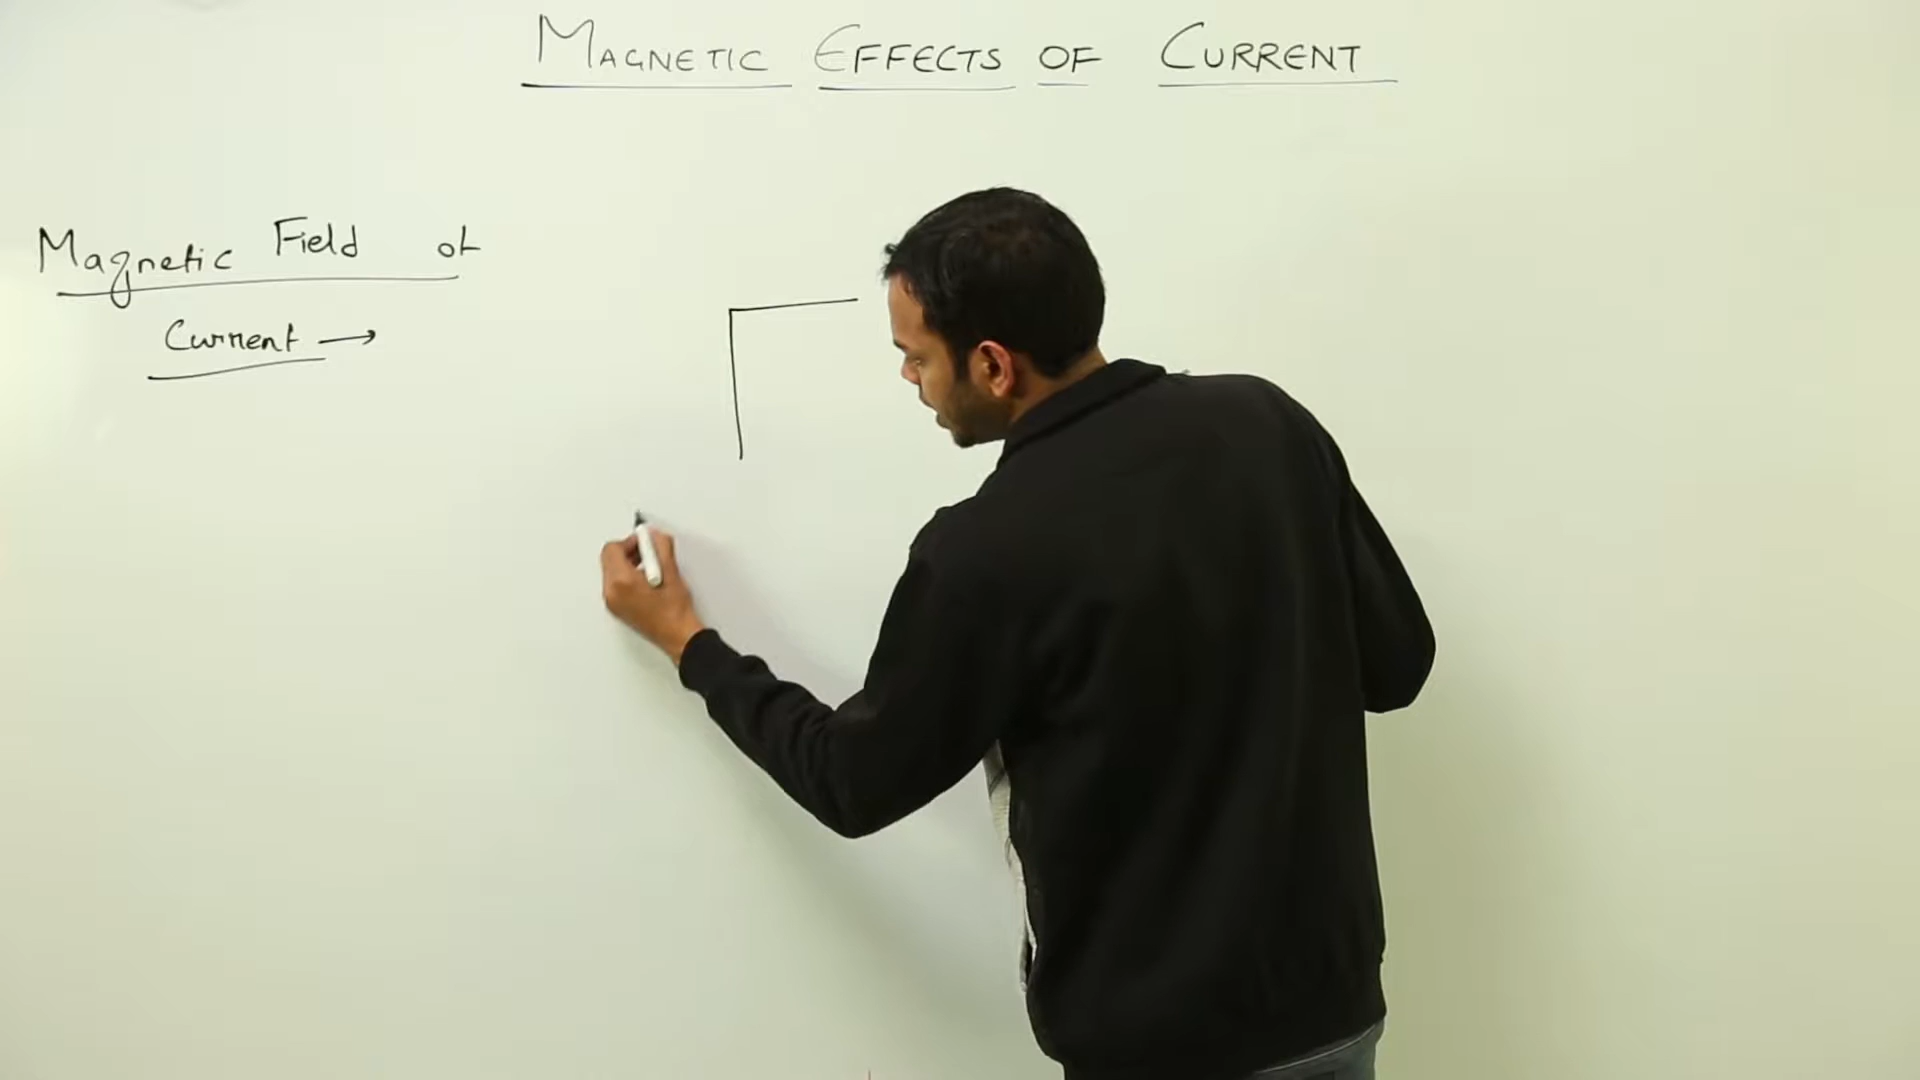 MAGNETIC EFFECTS OF CURRENT
Magnetic Field of
Current →